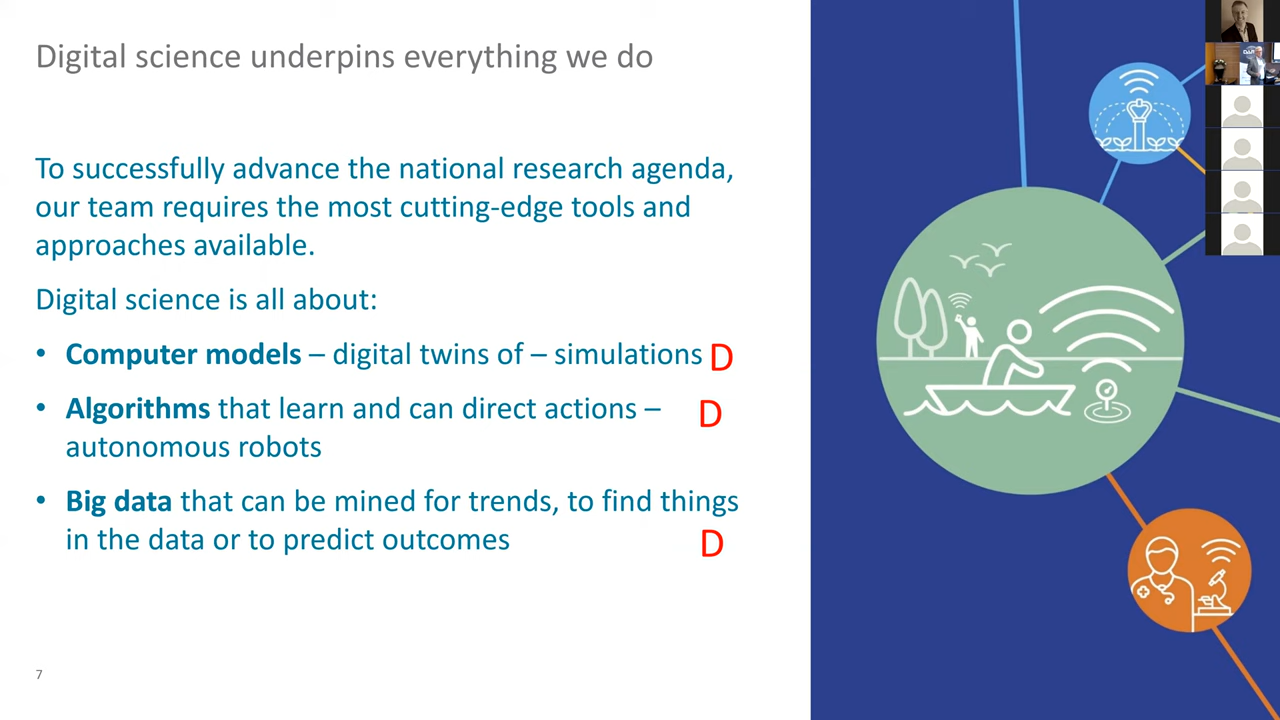 Digital science underpins everything we do
To successfully advance the national research agenda,
our team requires the most cutting-edge tools and
approaches available.
Digital science is all about:
• Computer models – digital twins of – simulations D
• Algorithms that learn and can direct actions – D
autonomous robots
• Big data that can be mined for trends, to find things
in the data or to predict outcomes D
7